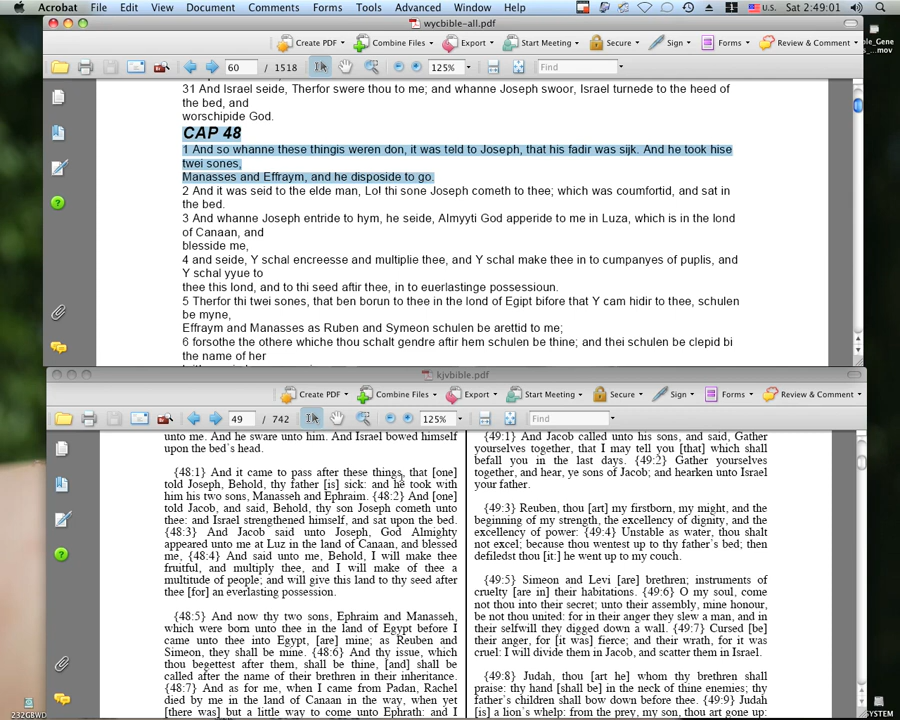 Acrobat File Edit View Document Comments Forms Tools Advanced Window Help U.S. Sat 2:49:01
wycbible-all.pdf
Create PDF Combine Files Export Start Meeting Secure Sign Forms Review & Comment
60 / 1518 125% Find
31 And Israel seide, Therfor swere thou to me; and whanne Joseph swoor, Israel turnede to the heed of
the bed, and
worschipide God.
CAP 48
1 And so whanne these thingis weren don, it was teld to Joseph, that his fadir was sijk. And he took hise
twei sones,
Manasses and Effraym, and he disposide to go.
2 And it was seid to the elde man, Lo! thi sone Joseph cometh to thee; which was coumfortid, and sat in
the bed.
3 And whanne Joseph entride to hym, he seide, Almyyti God apperide to me in Luza, which is in the lond
of Canaan, and
blesside me,
4 and seide, Y schal encreesse and multiplie thee, and Y schal make thee in to cumpanyes of puplis, and
Y schal yyue to
thee this lond, and to thi seed aftir thee, in to euerlastinge possessioun.
5 Therfor thi twei sones, that ben borun to thee in the lond of Egipt bifore that Y cam hidir to thee, schulen
be myne,
Effraym and Manasses as Ruben and Symeon schulen be arettid to me;
6 forsothe the othere whiche thou schalt gendre aftir hem schulen be thine; and thei schulen be clepid bi
the name of her
kjvbible.pdf
Create PDF Combine Files Export Start Meeting Secure Sign Forms Review & Comment
49 / 742 125% Find
unto me. And he sware unto him. And Israel bowed himself
upon the bed's head.
{48:1} And it came to pass after these things, that [one]
told Joseph, Behold, thy father [is] sick: and he took with
him his two sons, Manasseh and Ephraim. {48:2} And [one]
told Jacob, and said, Behold, thy son Joseph cometh unto
thee: and Israel strengthened himself, and sat upon the bed.
{48:3} And Jacob said unto Joseph, God Almighty
appeared unto me at Luz in the land of Canaan, and blessed
me, {48:4} And said unto me, Behold, I will make thee
fruitful, and multiply thee, and I will make of thee a
multitude of people; and will give this land to thy seed after
thee [for] an everlasting possession.
{48:5} And now thy two sons, Ephraim and Manasseh,
which were born unto thee in the land of Egypt before I
came unto thee into Egypt, [are] mine; as Reuben and
Simeon, they shall be mine. {48:6} And thy issue, which
thou begettest after them, shall be thine, [and] shall be
called after the name of their brethren in their inheritance.
{48:7} And as for me, when I came from Padan, Rachel
died by me in the land of Canaan in the way, when yet
[there was] but a little way to come unto Ephrath: and I
{49:1} And Jacob called unto his sons, and said, Gather
yourselves together, that I may tell you [that] which shall
befall you in the last days. {49:2} Gather yourselves
together, and hear, ye sons of Jacob; and hearken unto Israel
your father.
{49:3} Reuben, thou [art] my firstborn, my might, and the
beginning of my strength, the excellency of dignity, and the
excellency of power: {49:4} Unstable as water, thou shalt
not excel; because thou wentest up to thy father's bed; then
defiledst thou [it:] he went up to my couch.
{49:5} Simeon and Levi [are] brethren; instruments of
cruelty [are in] their habitations. {49:6} O my soul, come
not thou into their secret; unto their assembly, mine honour,
be not thou united: for in their anger they slew a man, and in
their selfwill they digged down a wall. {49:7} Cursed [be]
their anger, for [it was] fierce; and their wrath, for it was
cruel: I will divide them in Jacob, and scatter them in Israel.
{49:8} Judah, thou [art he] whom thy brethren shall
praise: thy hand [shall be] in the neck of thine enemies; thy
father's children shall bow down before thee. {49:9} Judah
[is] a lion's whelp: from the prey, my son, thou art gone up:
ble_Gene
s_....mov
232GBWD
SYSTEM